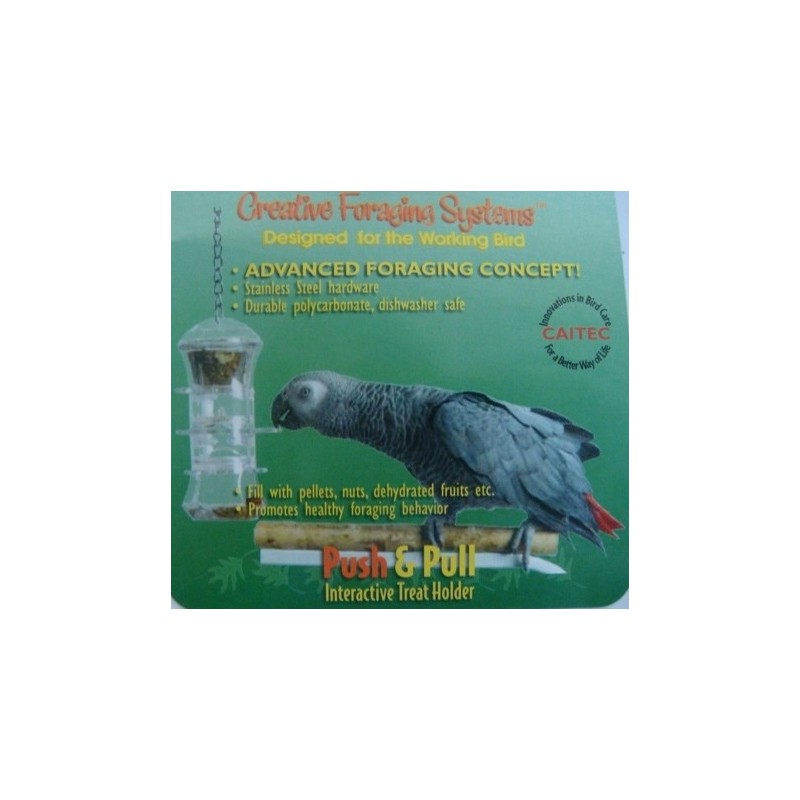 Creative Foraging Systems™
Designed for the Working Bird
• ADVANCED FORAGING CONCEPT!
• Stainless Steel hardware
• Durable polycarbonate, dishwasher safe
Innovations in Bird Care
CAITEC
For a Better Way of Life
• Fill with pellets, nuts, dehydrated fruits etc.
• Promotes healthy foraging behavior
Push & Pull
Interactive Treat Holder